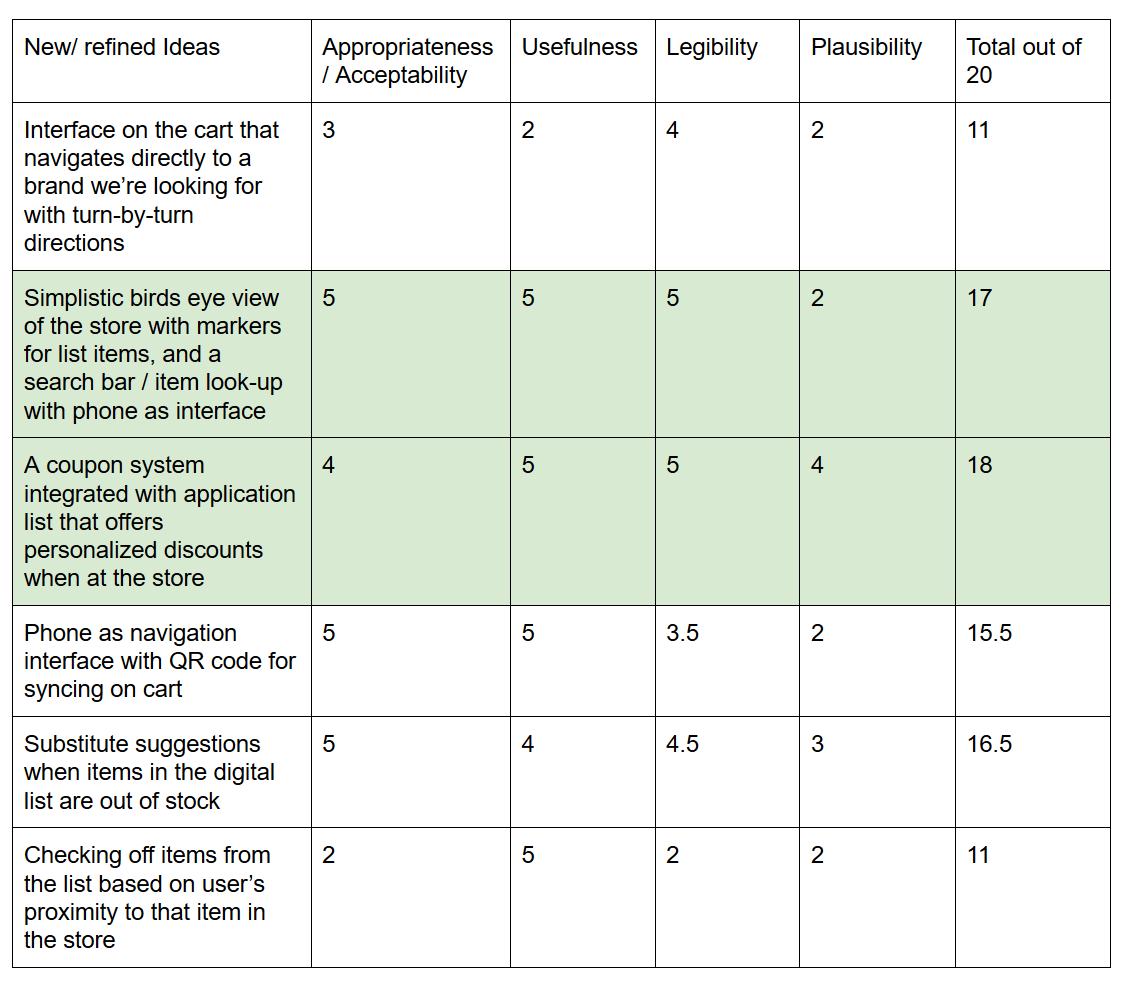 New/ refined Ideas
Appropriateness
/ Acceptability
Usefulness
Legibility
Plausibility
Total out of
20
Interface on the cart that
navigates directly to a
brand we’re looking for
with turn-by-turn
directions
3
2
4
2
11
Simplistic birds eye view
of the store with markers
for list items, and a
search bar / item look-up
with phone as interface
5
5
5
2
17
A coupon system
integrated with application
list that offers
personalized discounts
when at the store
4
5
5
4
18
Phone as navigation
interface with QR code for
syncing on cart
5
5
3.5
2
15.5
Substitute suggestions
when items in the digital
list are out of stock
5
4
4.5
3
16.5
Checking off items from
the list based on user’s
proximity to that item in
the store
2
5
2
2
11